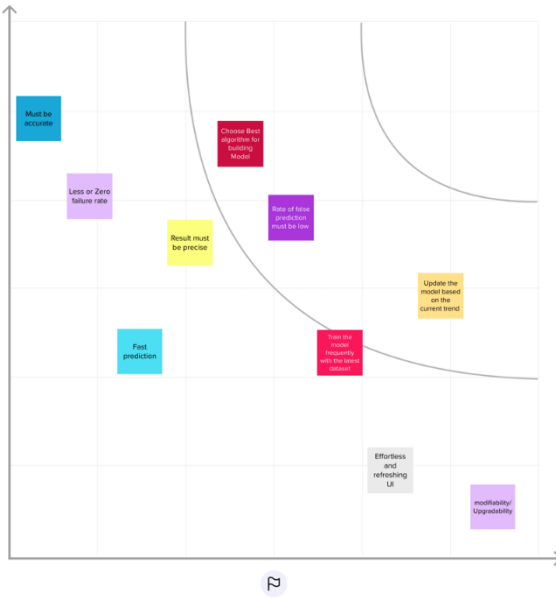 Must be
accurate
Choose Best
algorithm for
building
Model
Less or Zero
failure rate
Rate of false
prediction
must be low.
Result must
be precise
Update the
model based
on the
current trend
Fast
prediction
Train the
model
frequently
with the latest
dataset
Effortless
and
refreshing
UI
modifiability/
Upgradability